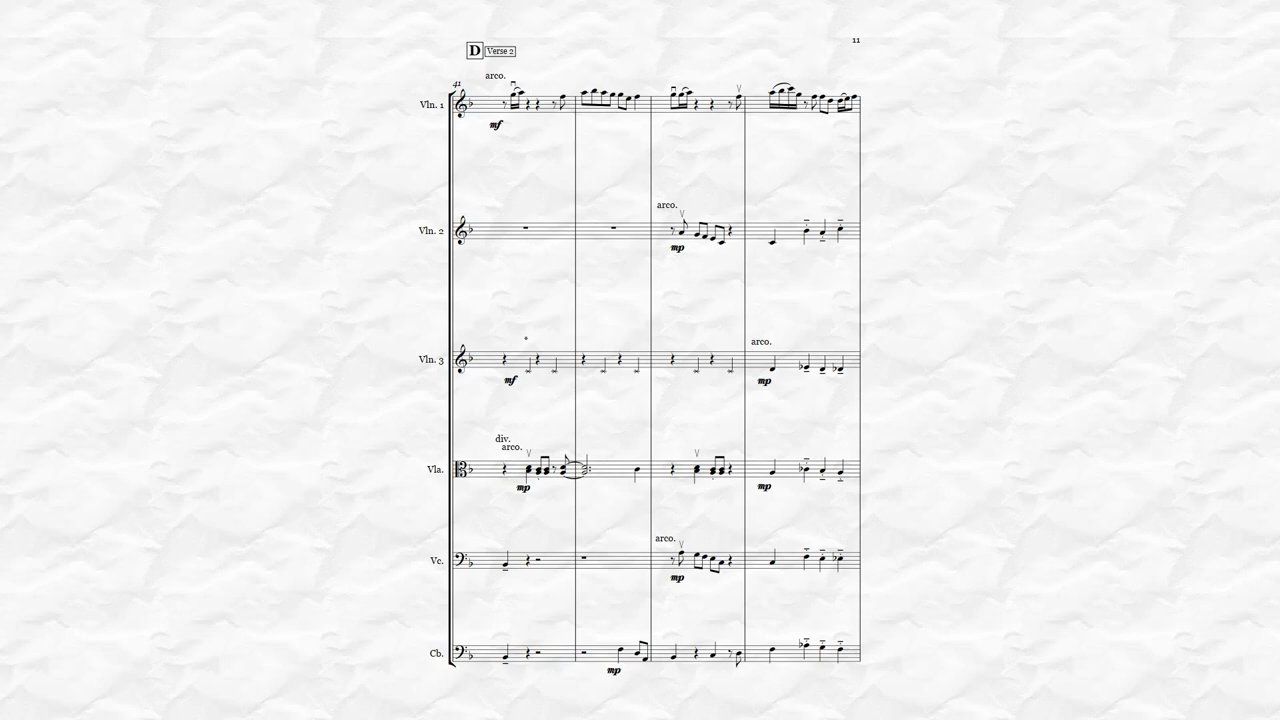 11
D Verse 2
41
arco.
Vln. 1
mf
arco.
Vln. 2
mp
Vln. 3
mf
arco.
mp
div.
arco.
Vla.
mp
mp
arco.
Vc.
mp
Cb.
mp